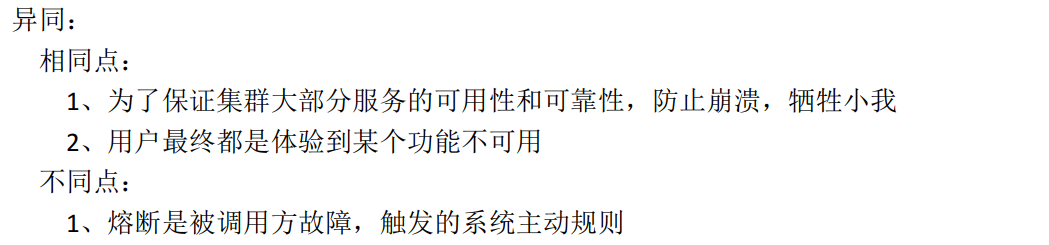 异同：
相同点：
1、为了保证集群大部分服务的可用性和可靠性，防止崩溃，牺牲小我
2、用户最终都是体验到某个功能不可用
不同点：
1、熔断是被调用方故障，触发的系统主动规则